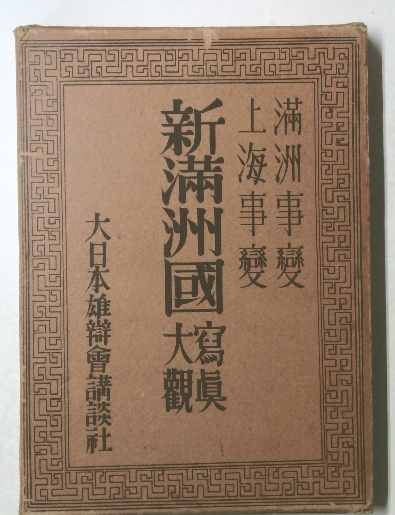 滿洲事變
上海事變
新滿洲國寫眞大觀
大日本雄辯會講談社